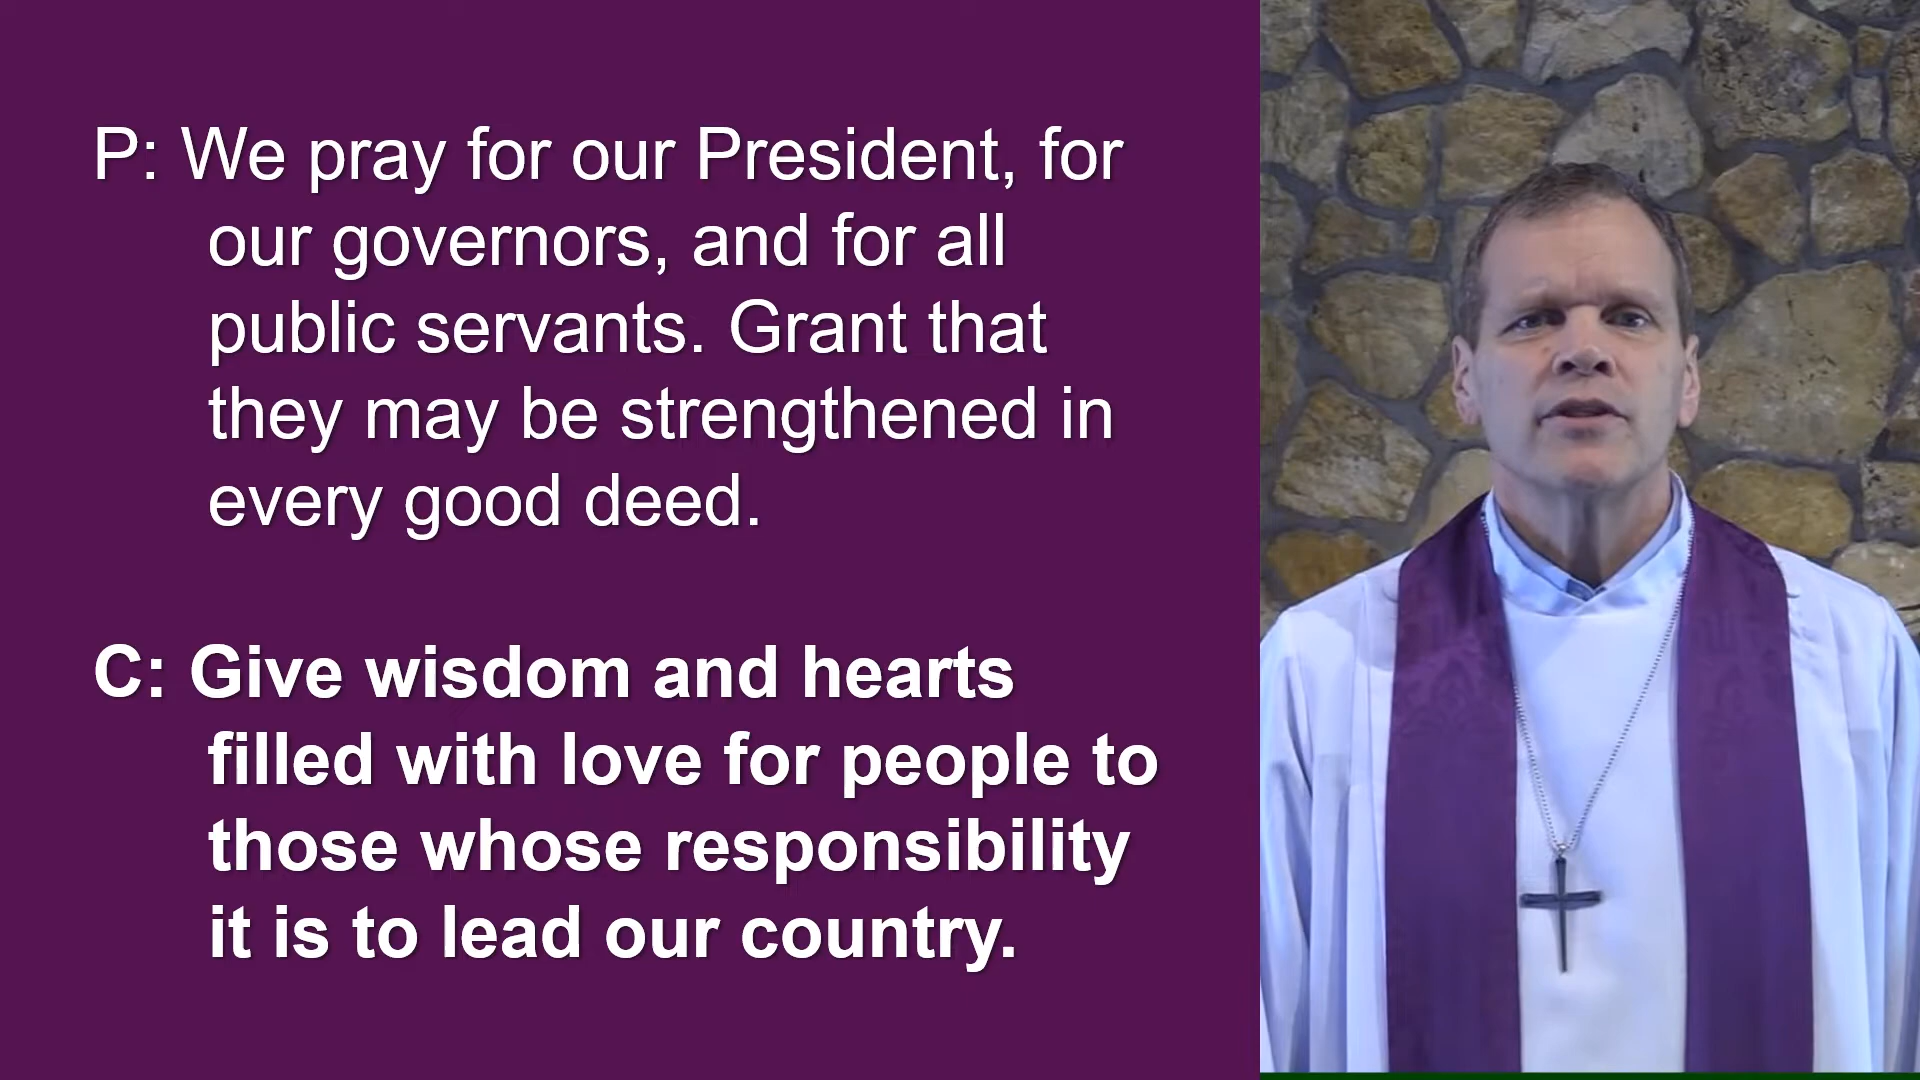 P: We pray for our President, for
our governors, and for all
public servants. Grant that
they may be strengthened in
every good deed.
C: Give wisdom and hearts
filled with love for people to
those whose responsibility
it is to lead our country.